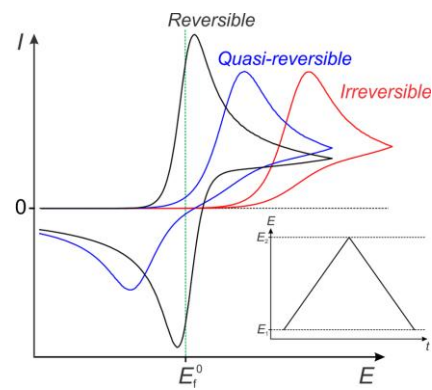 Reversible
I
Quasi-reversible
Irreversible
0
E
E₂
E₁
t
E⁰f
E